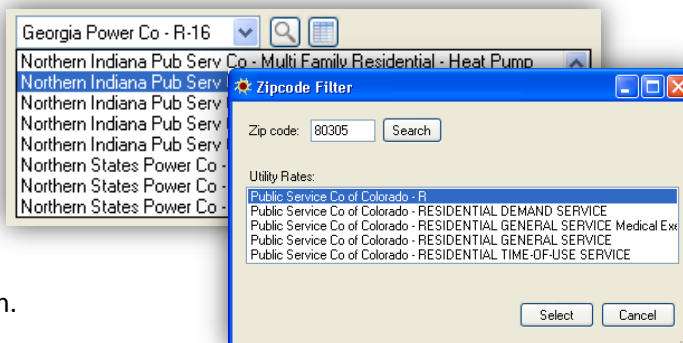 Georgia Power Co - R-16
Northern Indiana Pub Serv Co - Multi Family Residential - Heat Pump
Northern Indiana Pub Serv
Northern Indiana Pub Serv
Northern Indiana Pub Serv
Northern Indiana Pub Serv
Northern States Power Co -
Northern States Power Co -
Northern States Power Co -
Zipcode Filter
Zip code: 80305 Search
Utility Rates:
Public Service Co of Colorado - R
Public Service Co of Colorado - RESIDENTIAL DEMAND SERVICE
Public Service Co of Colorado - RESIDENTIAL GENERAL SERVICE Medical Exe
Public Service Co of Colorado - RESIDENTIAL GENERAL SERVICE
Public Service Co of Colorado - RESIDENTIAL TIME-OF-USE SERVICE
Select Cancel